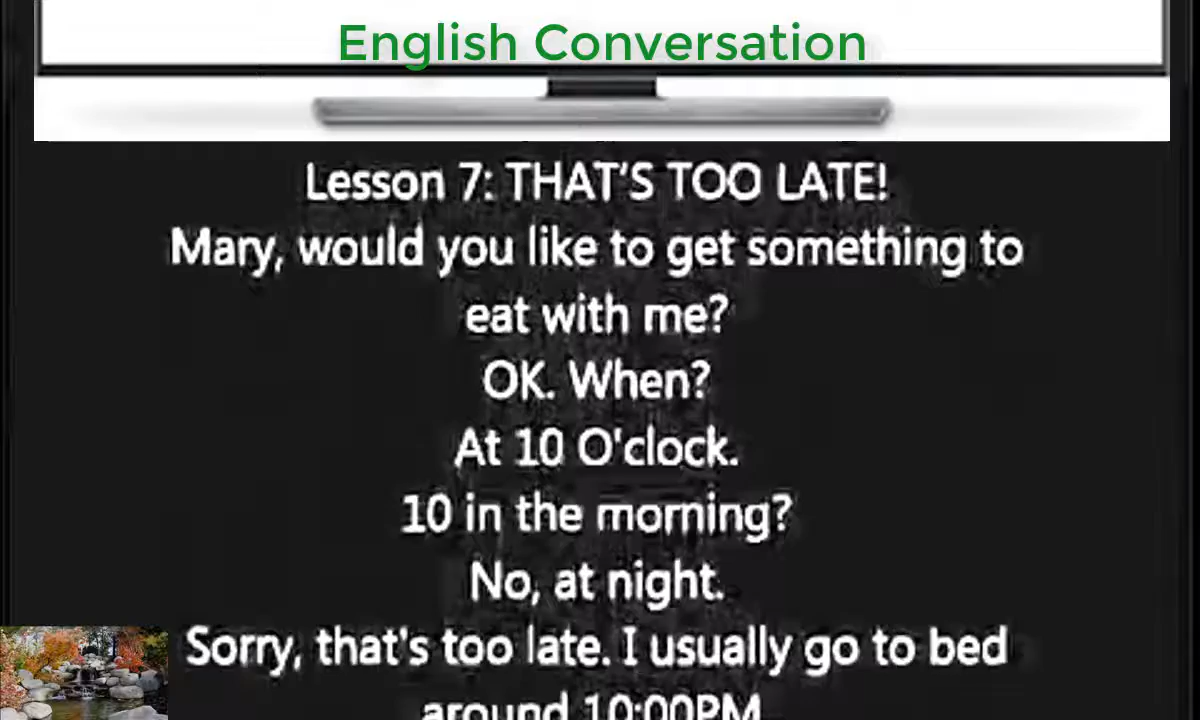 English Conversation
Lesson 7: THAT'S TOO LATE!
Mary, would you like to get something to
eat with me?
OK. When?
At 10 O'clock.
10 in the morning?
No, at night.
Sorry, that's too late. I usually go to bed
around 10:00PM